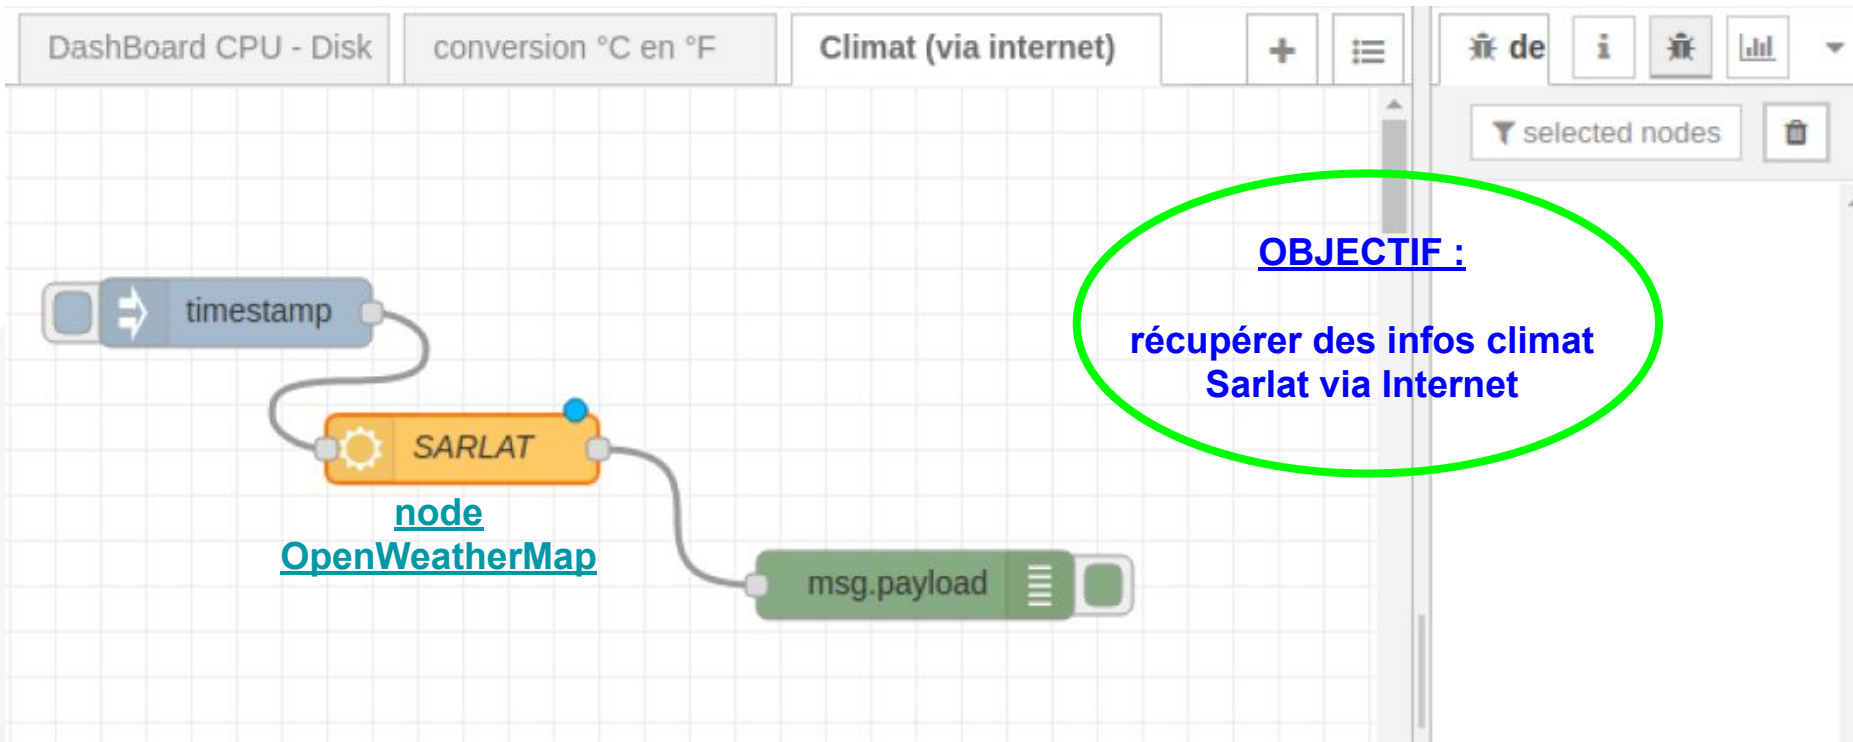 DashBoard CPU - Disk
conversion °C en °F
Climat (via internet)
de
i
selected nodes
OBJECTIF :
récupérer des infos climat
Sarlat via Internet
timestamp
SARLAT
node
OpenWeatherMap
msg.payload